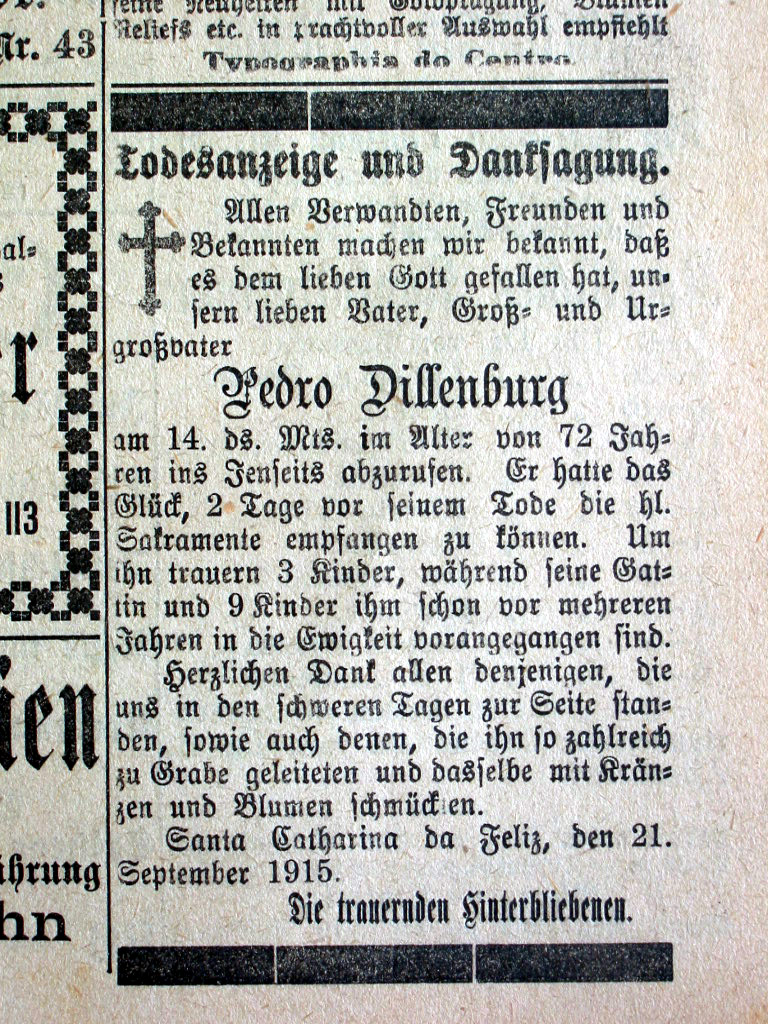 seine Neuheiten mit Goldprägung, Blumen
Reliefs etc. in prachtvoller Auswahl empfiehlt
Typographia do Centro.
Nr. 43
113
Todesanzeige und Danksagung.
Allen Verwandten, Freunden und
Bekannten machen wir bekannt, daß
es dem lieben Gott gefallen hat, un-
sern lieben Vater, Groß- und Ur-
großvater
Pedro Dillenburg
am 14. ds. Mts. im Alter von 72 Jah-
ren ins Jenseits abzurufen. Er hatte das
Glück, 2 Tage vor seinem Tode die hl.
Sakramente empfangen zu können. Um
ihn trauern 3 Kinder, während seine Gat-
tin und 9 Kinder ihm schon vor mehreren
Jahren in die Ewigkeit vorangegangen sind.
Herzlichen Dank allen denjenigen, die
uns in den schweren Tagen zur Seite stan-
den, sowie auch denen, die ihn so zahlreich
zu Grabe geleiteten und dasselbe mit Krän-
zen und Blumen schmückten.
Santa Catharina da Feliz, den 21.
September 1915.
Die trauernden Hinterbliebenen.